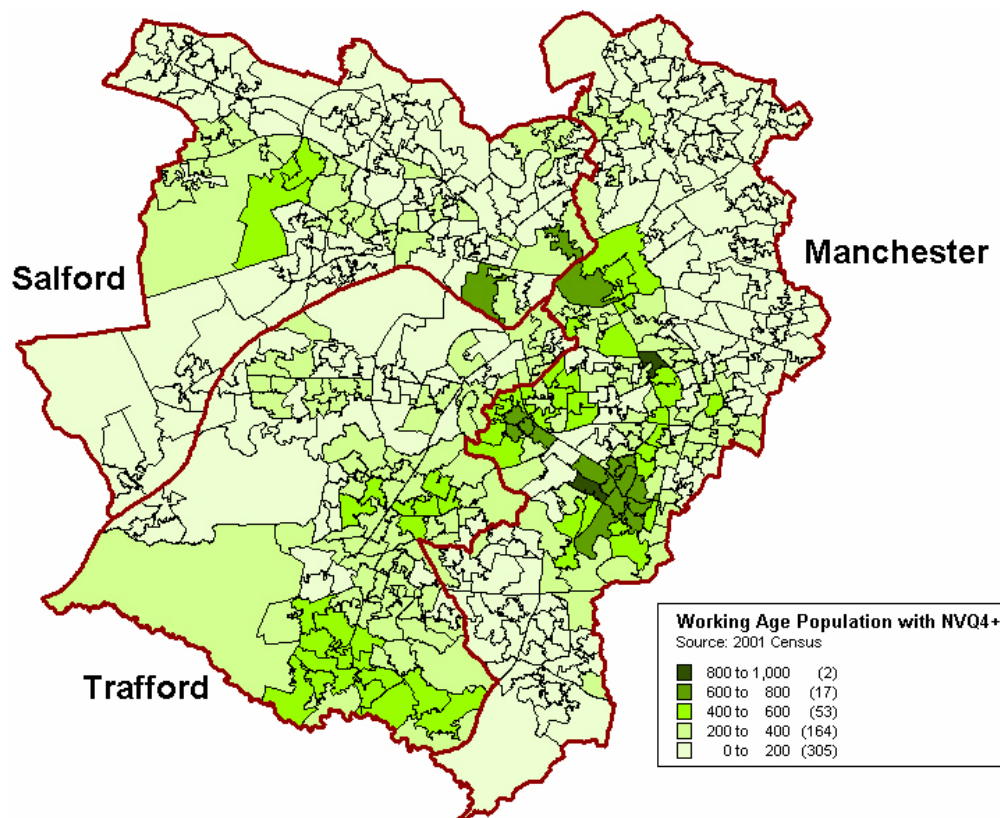 Manchester
Salford
Trafford
Working Age Population with NVQ4+
Source: 2001 Census
800 to 1,000 (2)
600 to 800 (17)
400 to 600 (53)
200 to 400 (164)
0 to 200 (305)